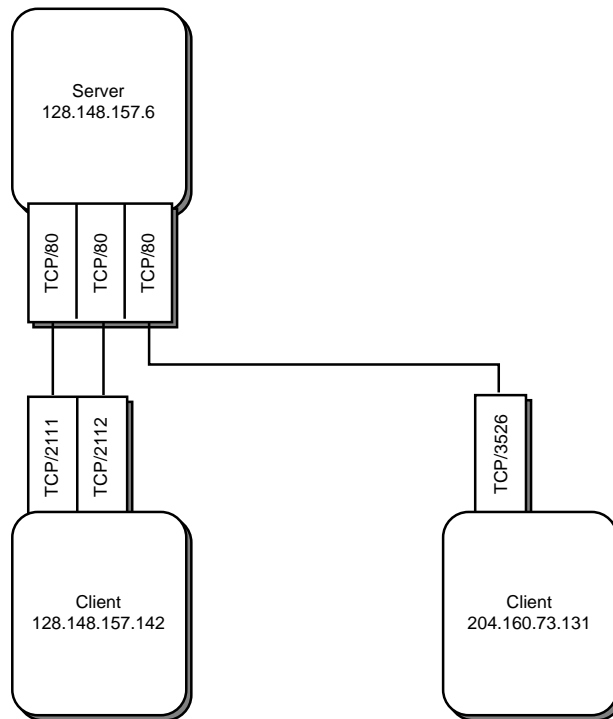 Server
128.148.157.6
TCP/80
TCP/80
TCP/80
TCP/2111
TCP/2112
TCP/3526
Client
128.148.157.142
Client
204.160.73.131